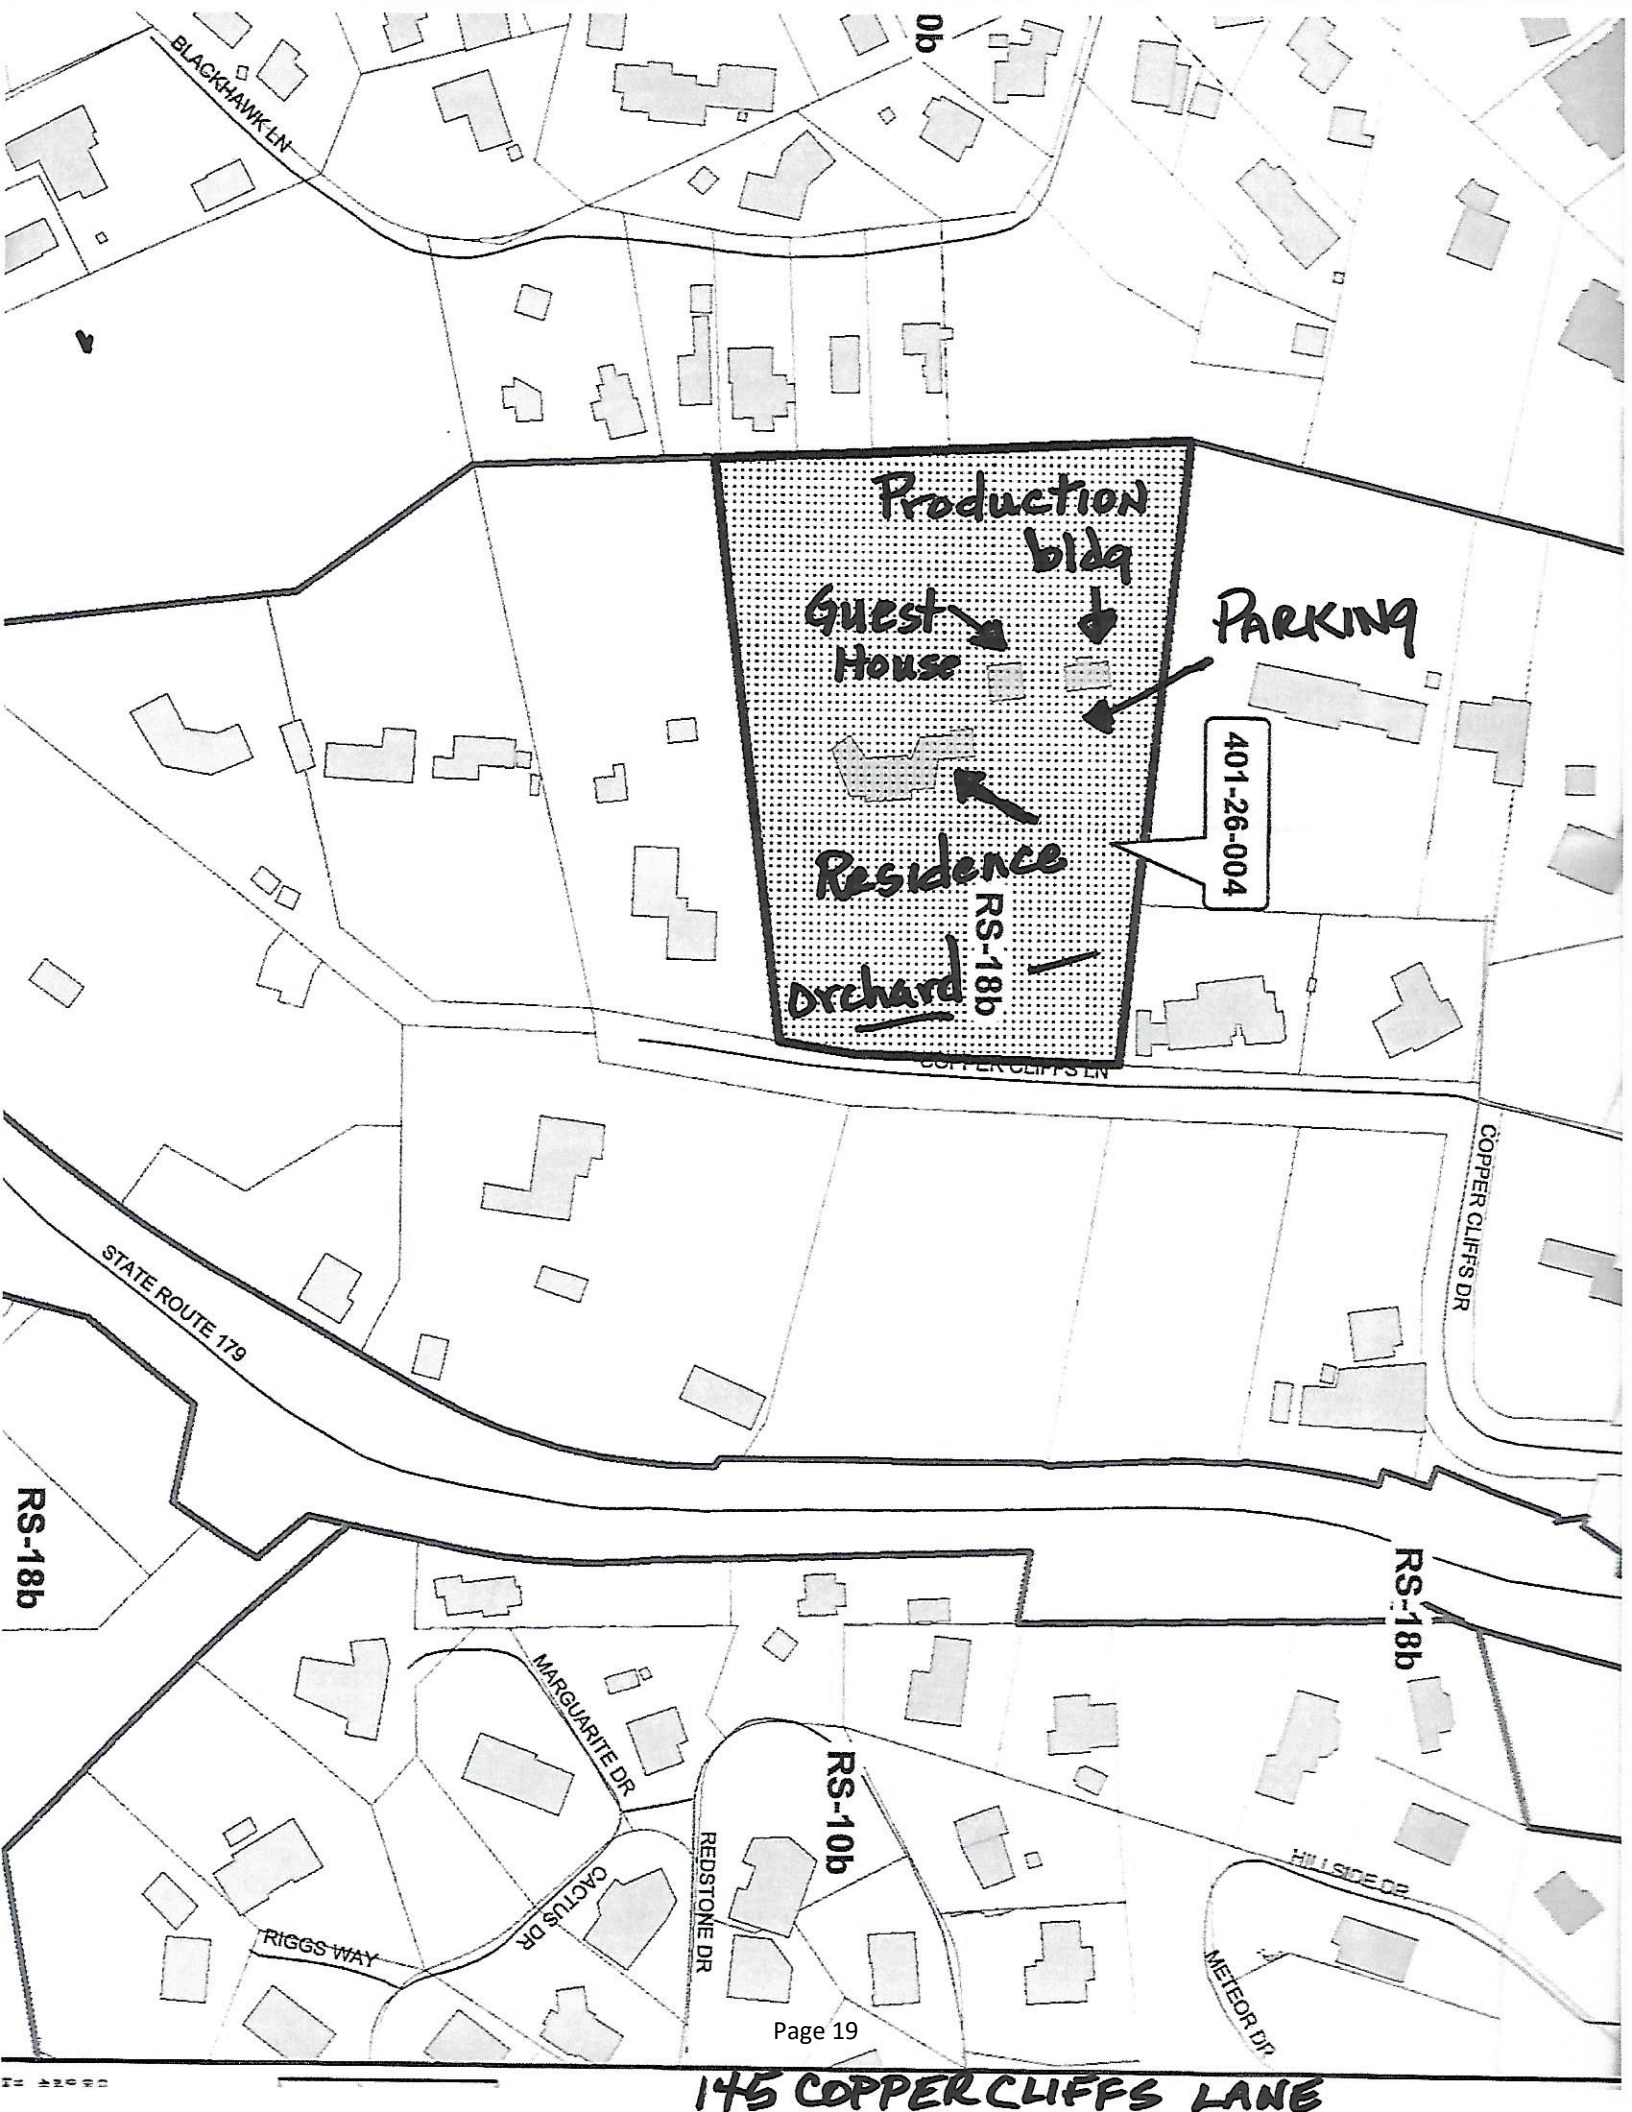 0b
BLACKHAWK LN
Production
bldg
Guest
House
PARKING
401-26-004
Residence
RS-18b
orchard
COPPER CLIFFS LN
COPPER CLIFFS DR
STATE ROUTE 179
RS-18b
RS-18b
MARGUARITE DR
RS-10b
REDSTONE DR
CACTUS DR
HILLSIDE DR
RIGGS WAY
METEOR DR
Page 19
145 COPPER CLIFFS LANE